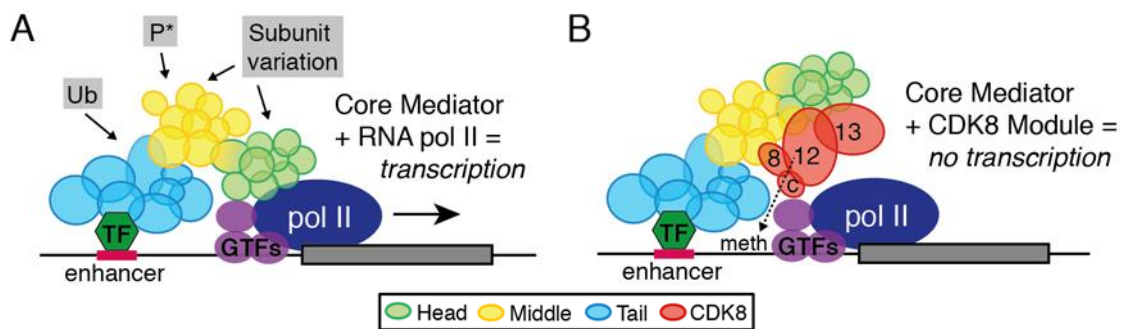 A
P*
Subunit
variation
Ub
Core Mediator
+ RNA pol II =
transcription
pol II
TF
GTFs
enhancer
B
13
8
12
C
Core Mediator
+ CDK8 Module =
no transcription
pol II
TF
meth
GTFs
enhancer
Head
Middle
Tail
CDK8